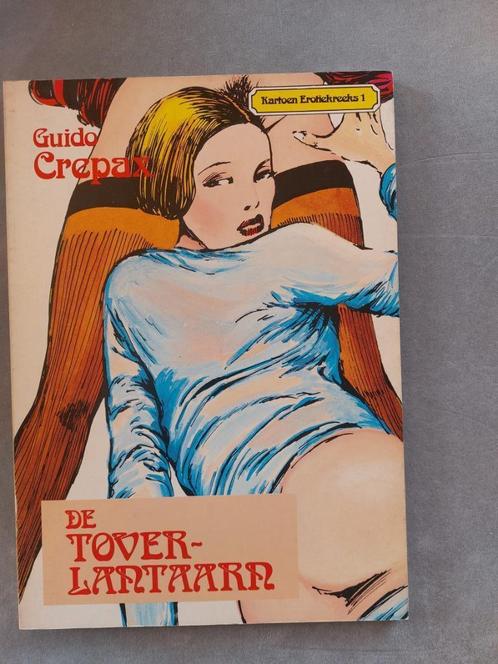 Kartoen Erotiekreeks 1
Guido
Crepax
DE
TOVER-
LANTAARN